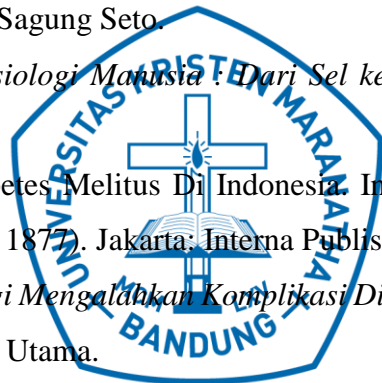 Sagung Seto.
siologi Manusia : Dari Sel ke
etes Melitus Di Indonesia. In
1877). Jakarta: Interna Publis
gi Mengalahkan Komplikasi Di
Utama.
UNIVERSITAS KRISTEN MARANATHA
BANDUNG